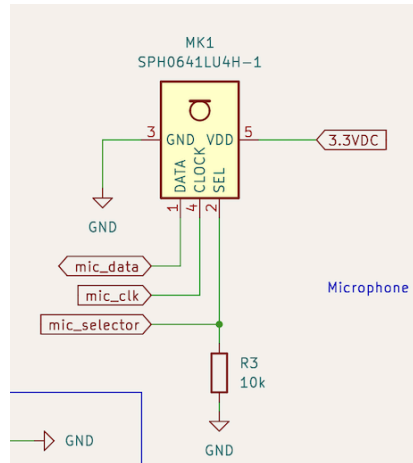 MK1
SPH0641LU4H-1
3
GND
VDD
5
3.3VDC
DATA
CLOCK
SEL
1
4
2
GND
mic_data
mic_clk
Microphone
mic_selector
R3
10k
GND
GND